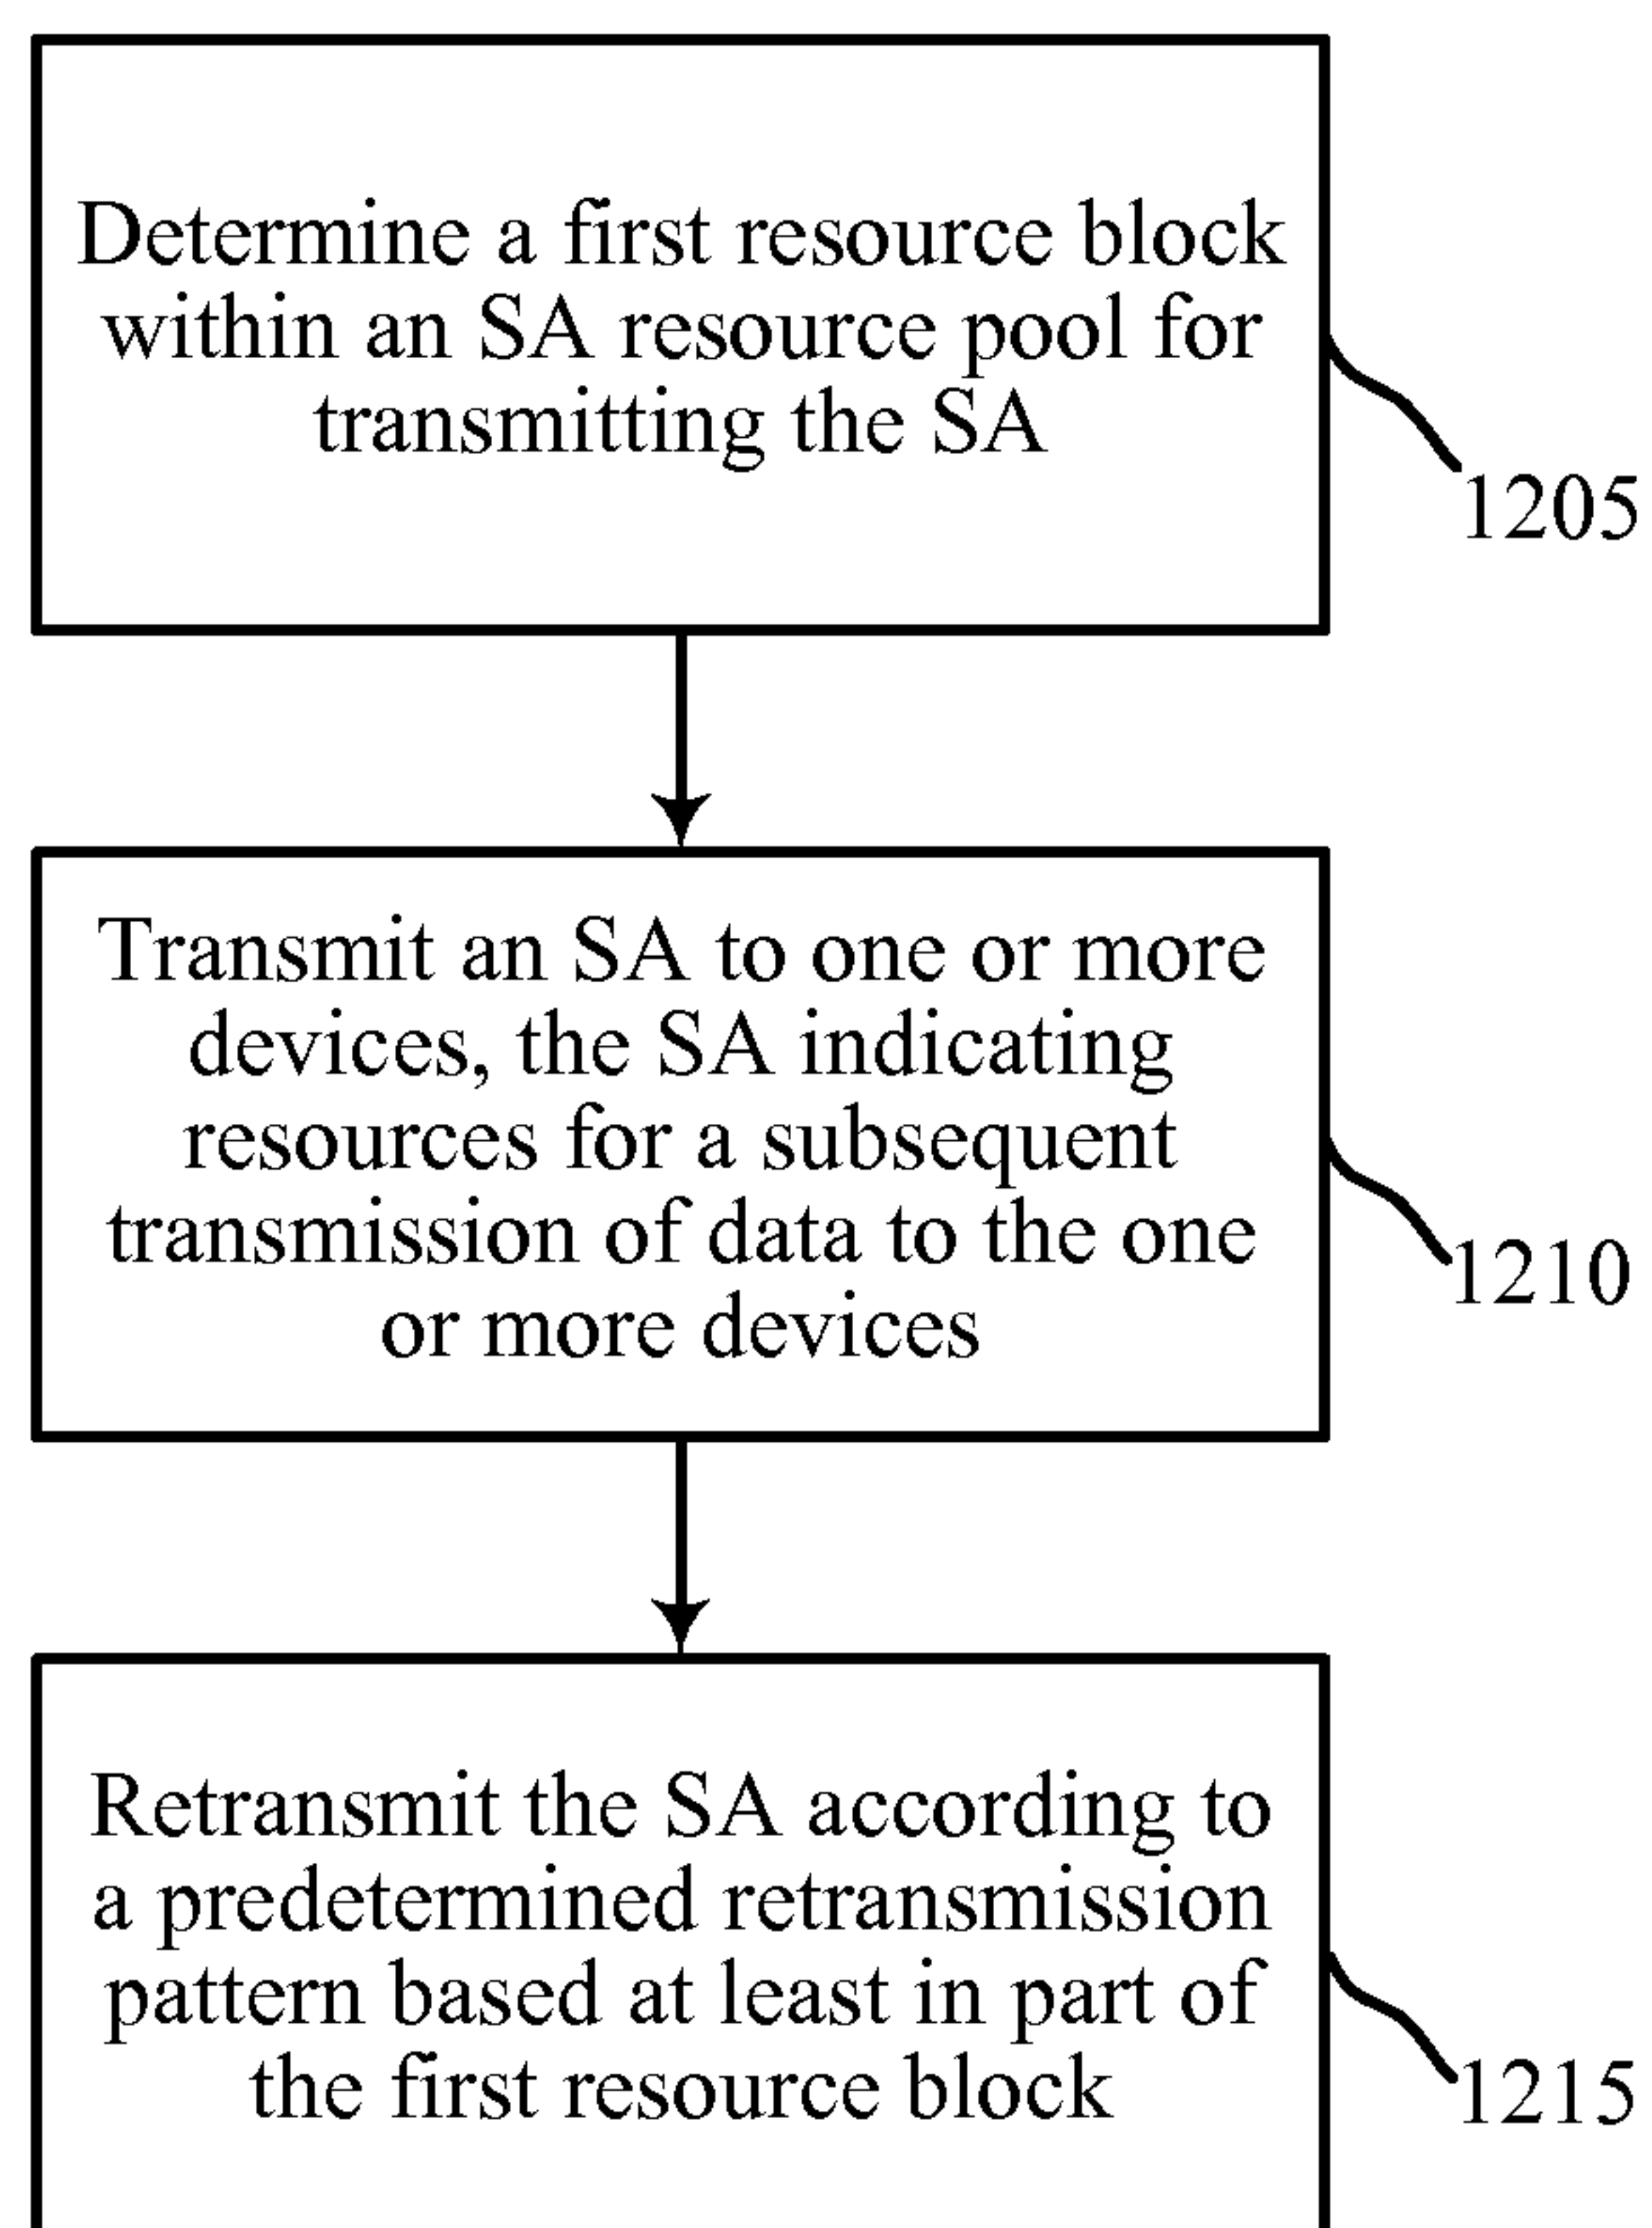 Determine a first resource block
within an SA resource pool for
transmitting the SA
1205
Transmit an SA to one or more
devices, the SA indicating
resources for a subsequent
transmission of data to the one
or more devices
1210
Retransmit the SA according to
a predetermined retransmission
pattern based at least in part of
the first resource block
1215